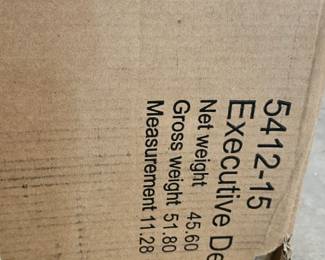 5412-15
Executive De
Net weight 45.60
Gross weight 51.80
Measurement 11.28